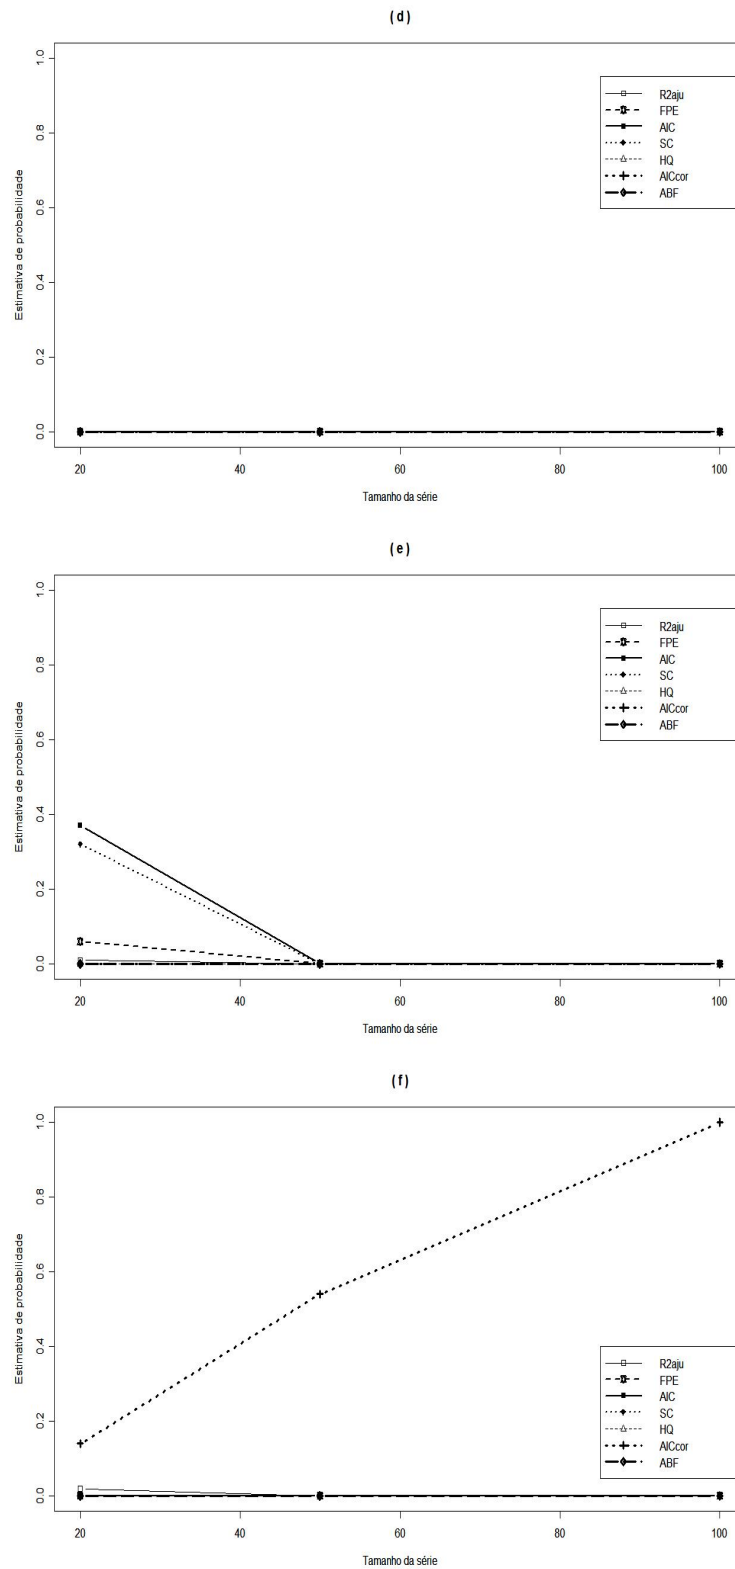 ( d )
1.0
0.8
0.6
0.4
0.2
0.0
Estimativa de probabilidade
R2aju
FPE
AIC
SC
HQ
AICcor
ABF
20 40 60 80 100
Tamanho da série
( e )
1.0
0.8
0.6
0.4
0.2
0.0
Estimativa de probabilidade
R2aju
FPE
AIC
SC
HQ
AICcor
ABF
20 40 60 80 100
Tamanho da série
( f )
1.0
0.8
0.6
0.4
0.2
0.0
Estimativa de probabilidade
R2aju
FPE
AIC
SC
HQ
AICcor
ABF
20 40 60 80 100
Tamanho da série